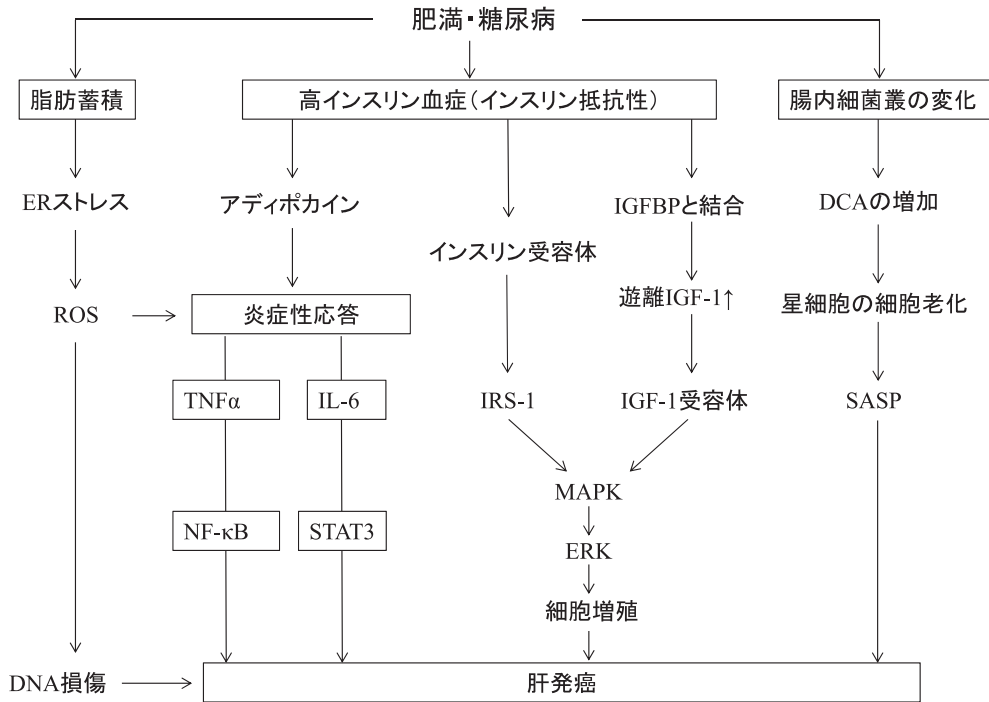 肥満・糖尿病
脂肪蓄積
高インスリン血症(インスリン抵抗性)
腸内細菌叢の変化
ERストレス
アディポカイン
IGFBPと結合
DCAの増加
インスリン受容体
ROS
炎症性応答
遊離IGF-1↑
星細胞の細胞老化
TNFα
IL-6
IRS-1
IGF-1受容体
SASP
MAPK
NF-κB
STAT3
ERK
細胞増殖
DNA損傷
肝発癌